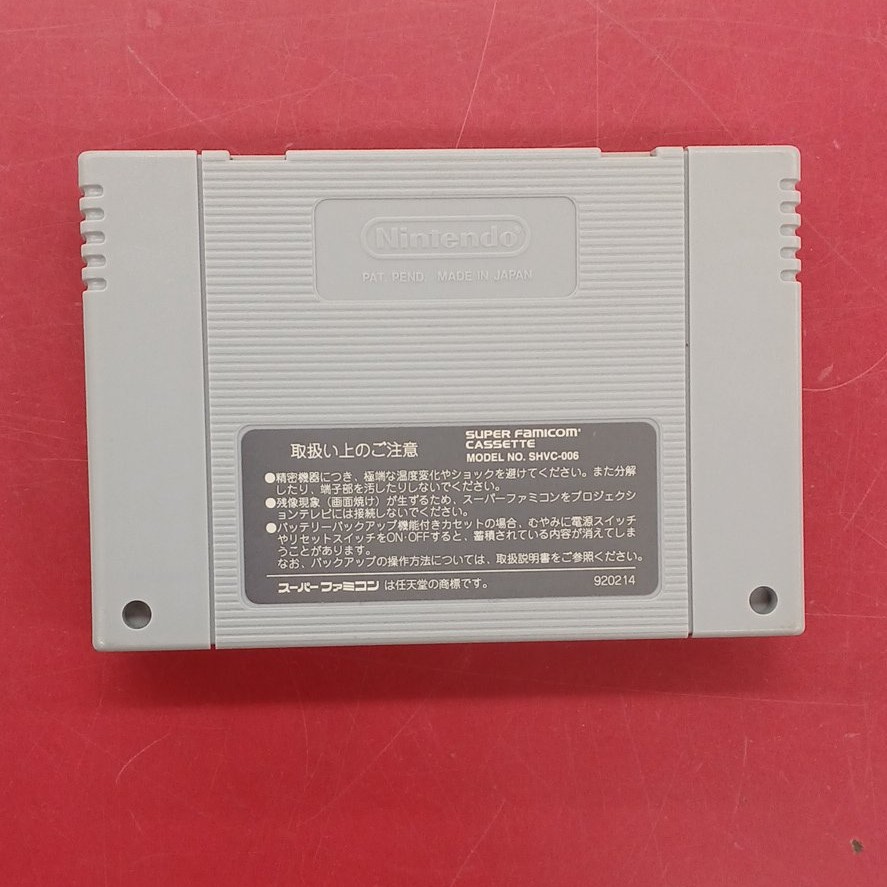 Nintendo
PAT. PEND. MADE IN JAPAN
取扱い上のご注意
SUPER FAMICOM
CASSETTE
MODEL NO. SHVC-006
●精密機器につき、極端な温度変化やショックを避けてください。また分解
したり、端子部を汚したりしないでください。
●残像現象（画面焼け）が生ずるため、スーパーファミコンをプロジェクシ
ョンテレビには接続しないでください。
●バッテリーバックアップ機能付きカセットの場合、むやみに電源スイッチ
やリセットスイッチをON・OFFすると、蓄積されている内容が消えてしま
うことがあります。
なお、バックアップの操作方法については、取扱説明書をご参照ください。
スーパーファミコン は任天堂の商標です。
920214